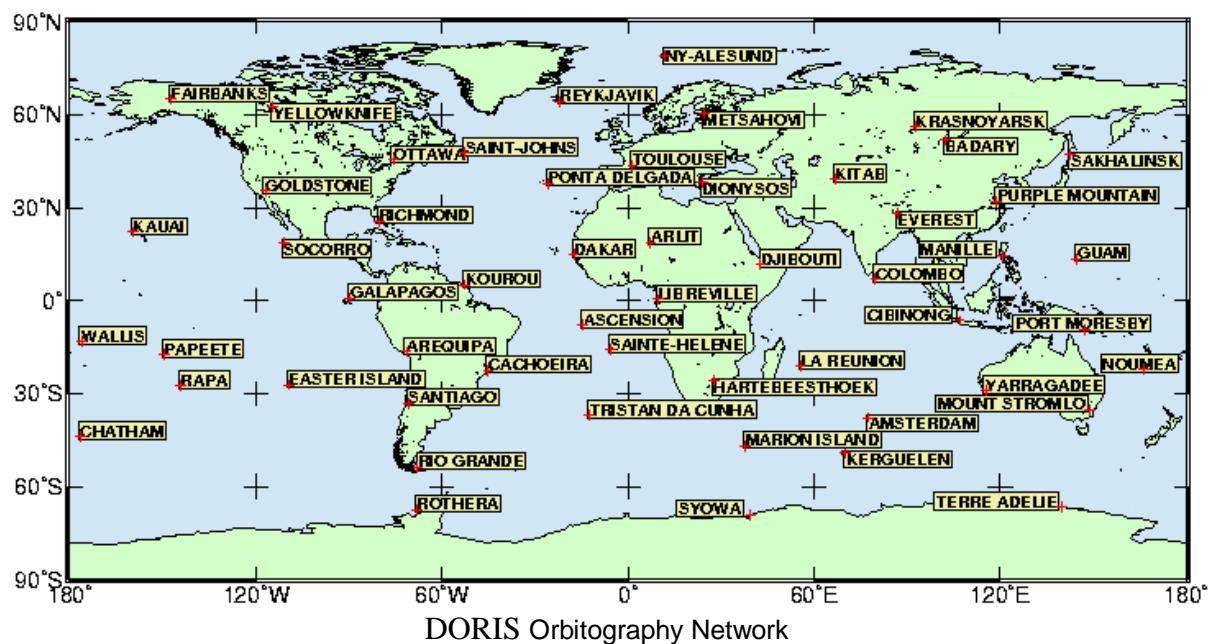 90°N
NY-ALESUND
FAIRBANKS
REYKJAVIK
60°N
YELLOWKNIFE
METSAHOVI
KRASNOYARSK
BADARY
SAINT-JOHNS
OTTAWA
TOULOUSE
SAKHALINSK
KITAB
PONTA DELGADA
GOLDSTONE
DIONYSOS
PURPLE MOUNTAIN
30°N
RICHMOND
EVEREST
KAUAI
ARLIT
SOCORRO
DAKAR
MANILLE
GUAM
DJIBOUTI
COLOMBO
KOUROU
GALAPAGOS
LIBREVILLE
0°
ASCENSION
CIBINONG
PORT MORESBY
WALLIS
PAPEETE
AREQUIPA
SAINTE-HELENE
CACHOEIRA
LA REUNION
NOUMEA
RAPA
EASTER ISLAND
HARTEBEESTHOEK
YARRAGADEE
30°S
SANTIAGO
MOUNT STROMLO
TRISTAN DA CUNHA
AMSTERDAM
CHATHAM
MARION ISLAND
RIO GRANDE
KERGUELEN
60°S
ROTHERA
SYOWA
TERRE ADELIE
90°S
180°
120°W
60°W
0°
60°E
120°E
180°
DORIS Orbitography Network